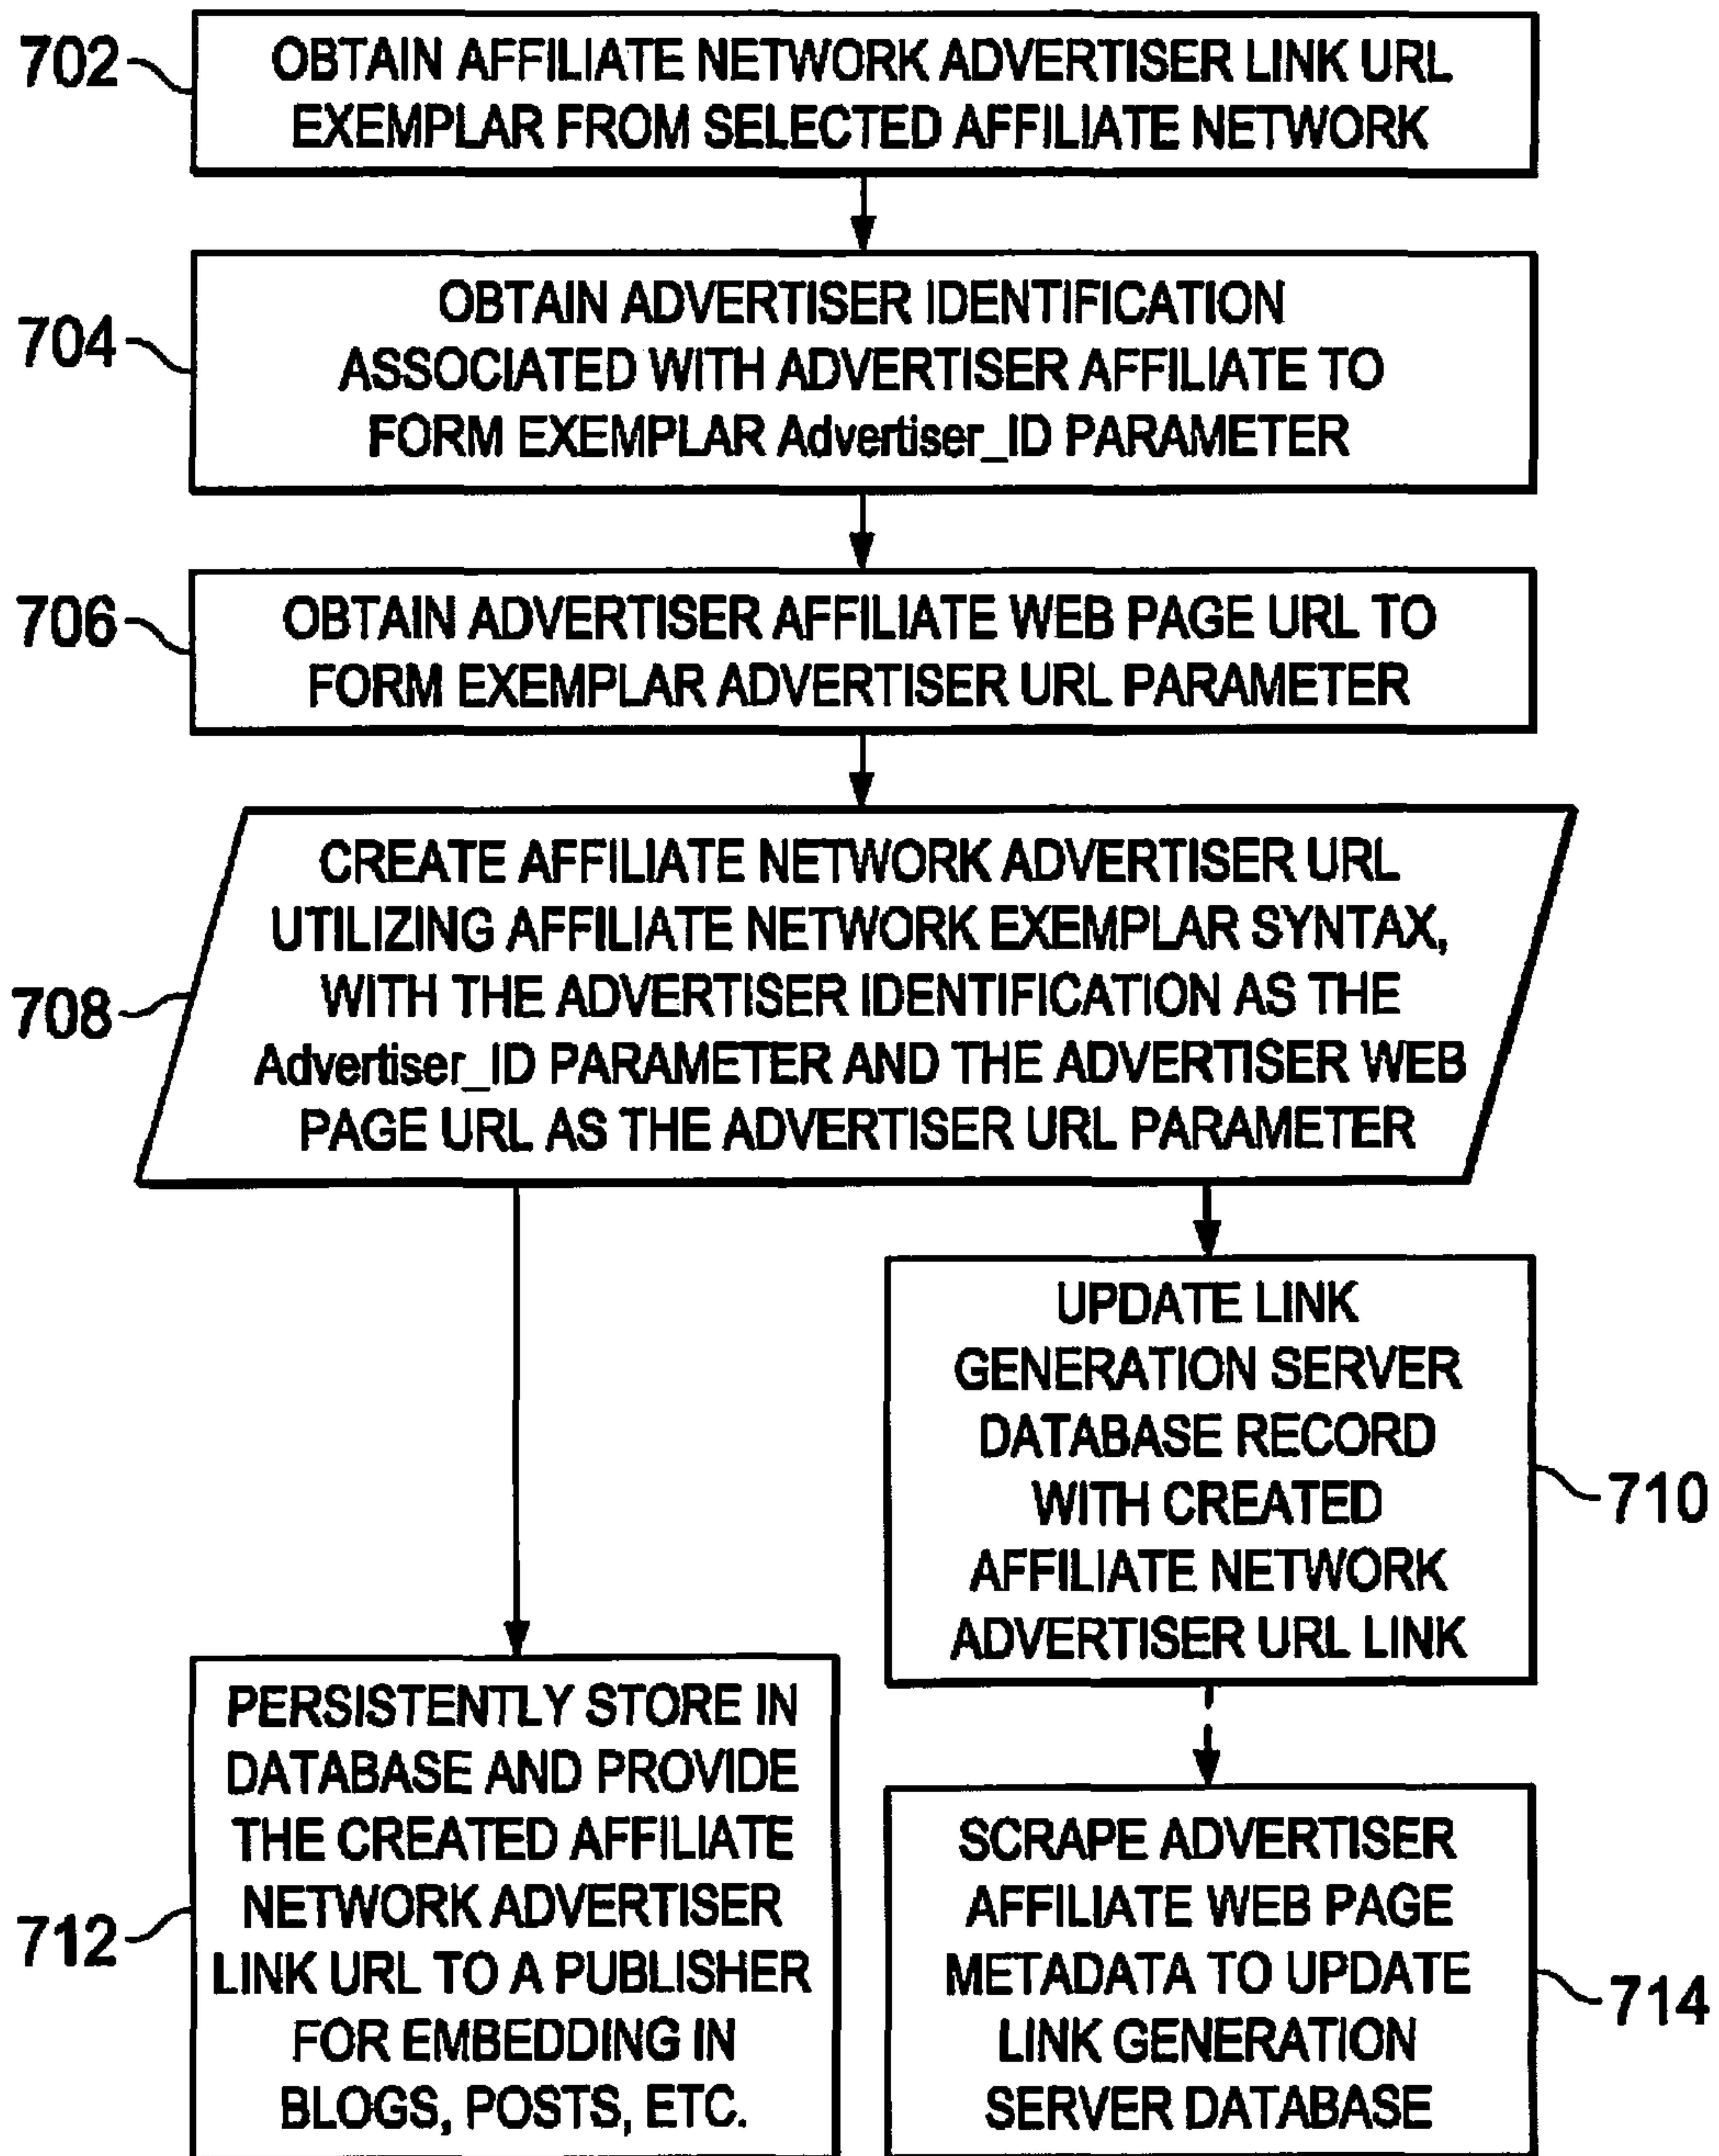 702
OBTAIN AFFILIATE NETWORK ADVERTISER LINK URL
EXEMPLAR FROM SELECTED AFFILIATE NETWORK
704
OBTAIN ADVERTISER IDENTIFICATION
ASSOCIATED WITH ADVERTISER AFFILIATE TO
FORM EXEMPLAR Advertiser_ID PARAMETER
706
OBTAIN ADVERTISER AFFILIATE WEB PAGE URL TO
FORM EXEMPLAR ADVERTISER URL PARAMETER
708
CREATE AFFILIATE NETWORK ADVERTISER URL
UTILIZING AFFILIATE NETWORK EXEMPLAR SYNTAX,
WITH THE ADVERTISER IDENTIFICATION AS THE
Advertiser_ID PARAMETER AND THE ADVERTISER WEB
PAGE URL AS THE ADVERTISER URL PARAMETER
UPDATE LINK
GENERATION SERVER
DATABASE RECORD
WITH CREATED
AFFILIATE NETWORK
ADVERTISER URL LINK
710
PERSISTENTLY STORE IN
DATABASE AND PROVIDE
THE CREATED AFFILIATE
NETWORK ADVERTISER
LINK URL TO A PUBLISHER
FOR EMBEDDING IN
BLOGS, POSTS, ETC.
712
SCRAPE ADVERTISER
AFFILIATE WEB PAGE
METADATA TO UPDATE
LINK GENERATION
SERVER DATABASE
714